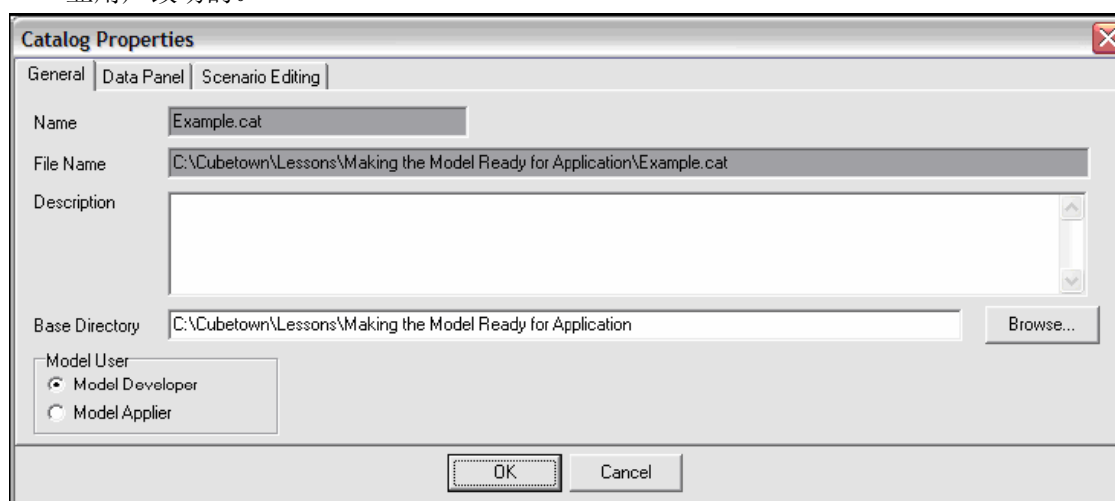 Catalog Properties
General Data Panel Scenario Editing
Name Example.cat
File Name C:\Cubetown\Lessons\Making the Model Ready for Application\Example.cat
Description
Base Directory C:\Cubetown\Lessons\Making the Model Ready for Application Browse...
Model User
Model Developer
Model Applier
OK Cancel